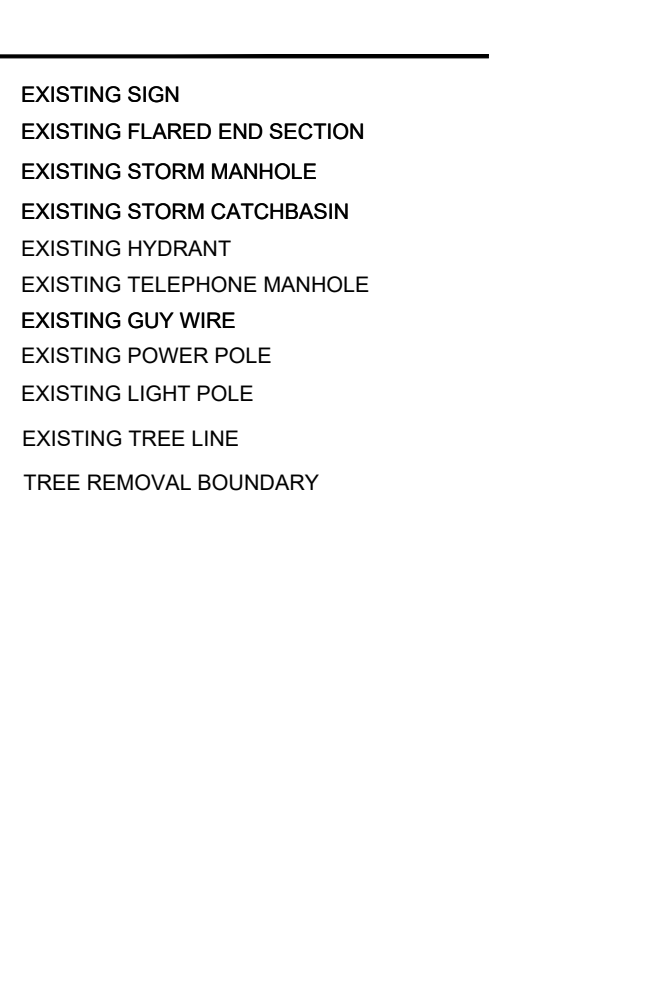 EXISTING SIGN
EXISTING FLARED END SECTION
EXISTING STORM MANHOLE
EXISTING STORM CATCHBASIN
EXISTING HYDRANT
EXISTING TELEPHONE MANHOLE
EXISTING GUY WIRE
EXISTING POWER POLE
EXISTING LIGHT POLE
EXISTING TREE LINE
TREE REMOVAL BOUNDARY